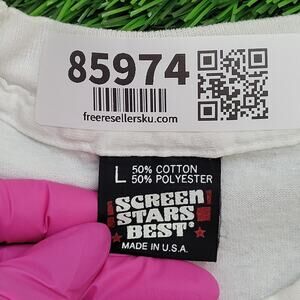 85974
freeresellersku.com
L 50% COTTON
50% POLYESTER
SCREEN
STARS
BEST®
MADE IN U.S.A.